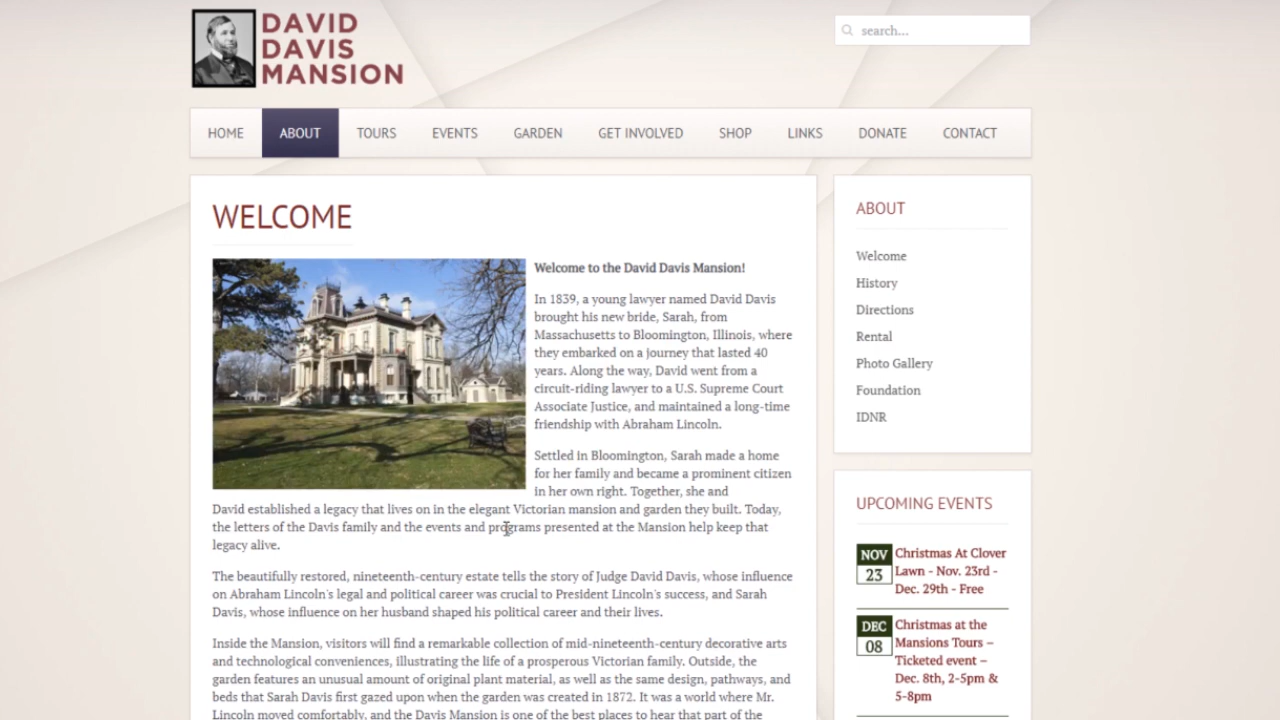 DAVID
DAVIS
MANSION
search...
HOME
ABOUT
TOURS
EVENTS
GARDEN
GET INVOLVED
SHOP
LINKS
DONATE
CONTACT
WELCOME
Welcome to the David Davis Mansion!
In 1839, a young lawyer named David Davis
brought his new bride, Sarah, from
Massachusetts to Bloomington, Illinois, where
they embarked on a journey that lasted 40
years. Along the way, David went from a
circuit-riding lawyer to a U.S. Supreme Court
Associate Justice, and maintained a long-time
friendship with Abraham Lincoln.
Settled in Bloomington, Sarah made a home
for her family and became a prominent citizen
in her own right. Together, she and
David established a legacy that lives on in the elegant Victorian mansion and garden they built. Today,
the letters of the Davis family and the events and programs presented at the Mansion help keep that
legacy alive.
The beautifully restored, nineteenth-century estate tells the story of Judge David Davis, whose influence
on Abraham Lincoln's legal and political career was crucial to President Lincoln's success, and Sarah
Davis, whose influence on her husband shaped his political career and their lives.
Inside the Mansion, visitors will find a remarkable collection of mid-nineteenth-century decorative arts
and technological conveniences, illustrating the life of a prosperous Victorian family. Outside, the
garden features an unusual amount of original plant material, as well as the same design, pathways, and
beds that Sarah Davis first gazed upon when the garden was created in 1872. It was a world where Mr.
Lincoln moved comfortably, and the Davis Mansion is one of the best places to hear that part of the
ABOUT
Welcome
History
Directions
Rental
Photo Gallery
Foundation
IDNR
UPCOMING EVENTS
NOV
23
Christmas At Clover
Lawn - Nov. 23rd -
Dec. 29th - Free
DEC
08
Christmas at the
Mansions Tours –
Ticketed event –
Dec. 8th, 2-5pm &
5-8pm